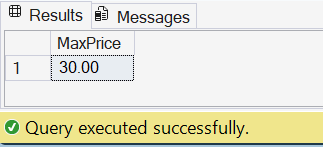 Results Messages
MaxPrice
1 30.00
Query executed successfully.